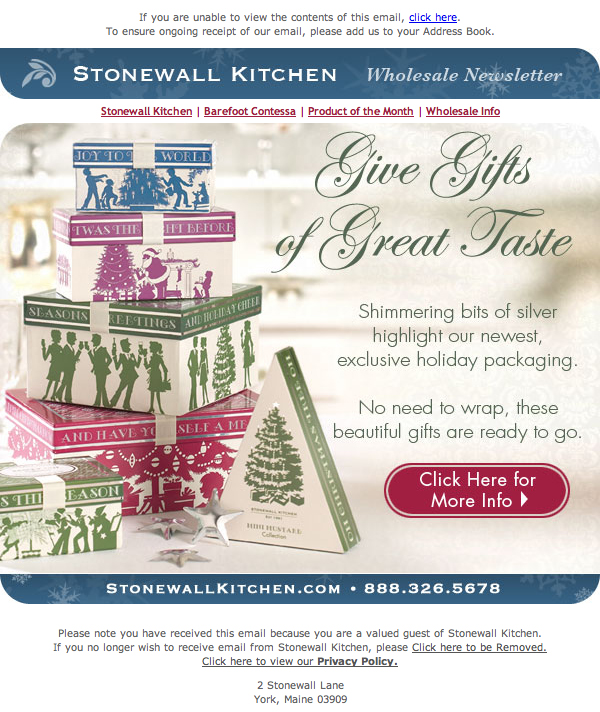 If you are unable to view the contents of this email, click here.
To ensure ongoing receipt of our email, please add us to your Address Book.
STONEWALL KITCHEN Wholesale Newsletter
Stonewall Kitchen | Barefoot Contessa | Product of the Month | Wholesale Info
Give Gifts
of Great Taste
JOY TO THE WORLD
'TWAS THE NIGHT BEFORE
SEASONS GREETINGS AND HOLIDAY CHEER
AND HAVE YOURSELF A ME
S THE SEASON
STONEWALL KITCHEN
MINI MUSTARD
Collection
Shimmering bits of silver
highlight our newest,
exclusive holiday packaging.
No need to wrap, these
beautiful gifts are ready to go.
Click Here for
More Info
STONEWALLKITCHEN.COM • 888.326.5678
Please note you have received this email because you are a valued guest of Stonewall Kitchen.
If you no longer wish to receive email from Stonewall Kitchen, please Click here to be Removed.
Click here to view our Privacy Policy.
2 Stonewall Lane
York, Maine 03909